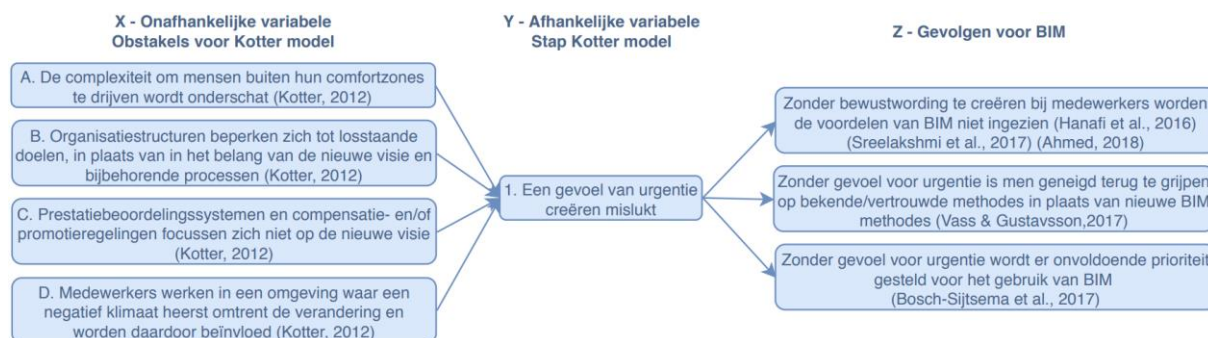 X - Onafhankelijke variabele
Obstakels voor Kotter model
A. De complexiteit om mensen buiten hun comfortzones
te drijven wordt onderschat (Kotter, 2012)
B. Organisatiestructuren beperken zich tot losstaande
doelen, in plaats van in het belang van de nieuwe visie en
bijbehorende processen (Kotter, 2012)
C. Prestatiebeoordelingssystemen en compensatie- en/of
promotieregelingen focussen zich niet op de nieuwe visie
(Kotter, 2012)
D. Medewerkers werken in een omgeving waar een
negatief klimaat heerst omtrent de verandering en
worden daardoor beïnvloed (Kotter, 2012)
Y - Afhankelijke variabele
Stap Kotter model
1. Een gevoel van urgentie
creëren mislukt
Z - Gevolgen voor BIM
Zonder bewustwording te creëren bij medewerkers worden
de voordelen van BIM niet ingezien (Hanafi et al., 2016)
(Sreelakshmi et al., 2017) (Ahmed, 2018)
Zonder gevoel voor urgentie is men geneigd terug te grijpen
op bekende/vertrouwde methodes in plaats van nieuwe BIM
methodes (Vass & Gustavsson,2017)
Zonder gevoel voor urgentie wordt er onvoldoende prioriteit
gesteld voor het gebruik van BIM
(Bosch-Sijtsema et al., 2017)